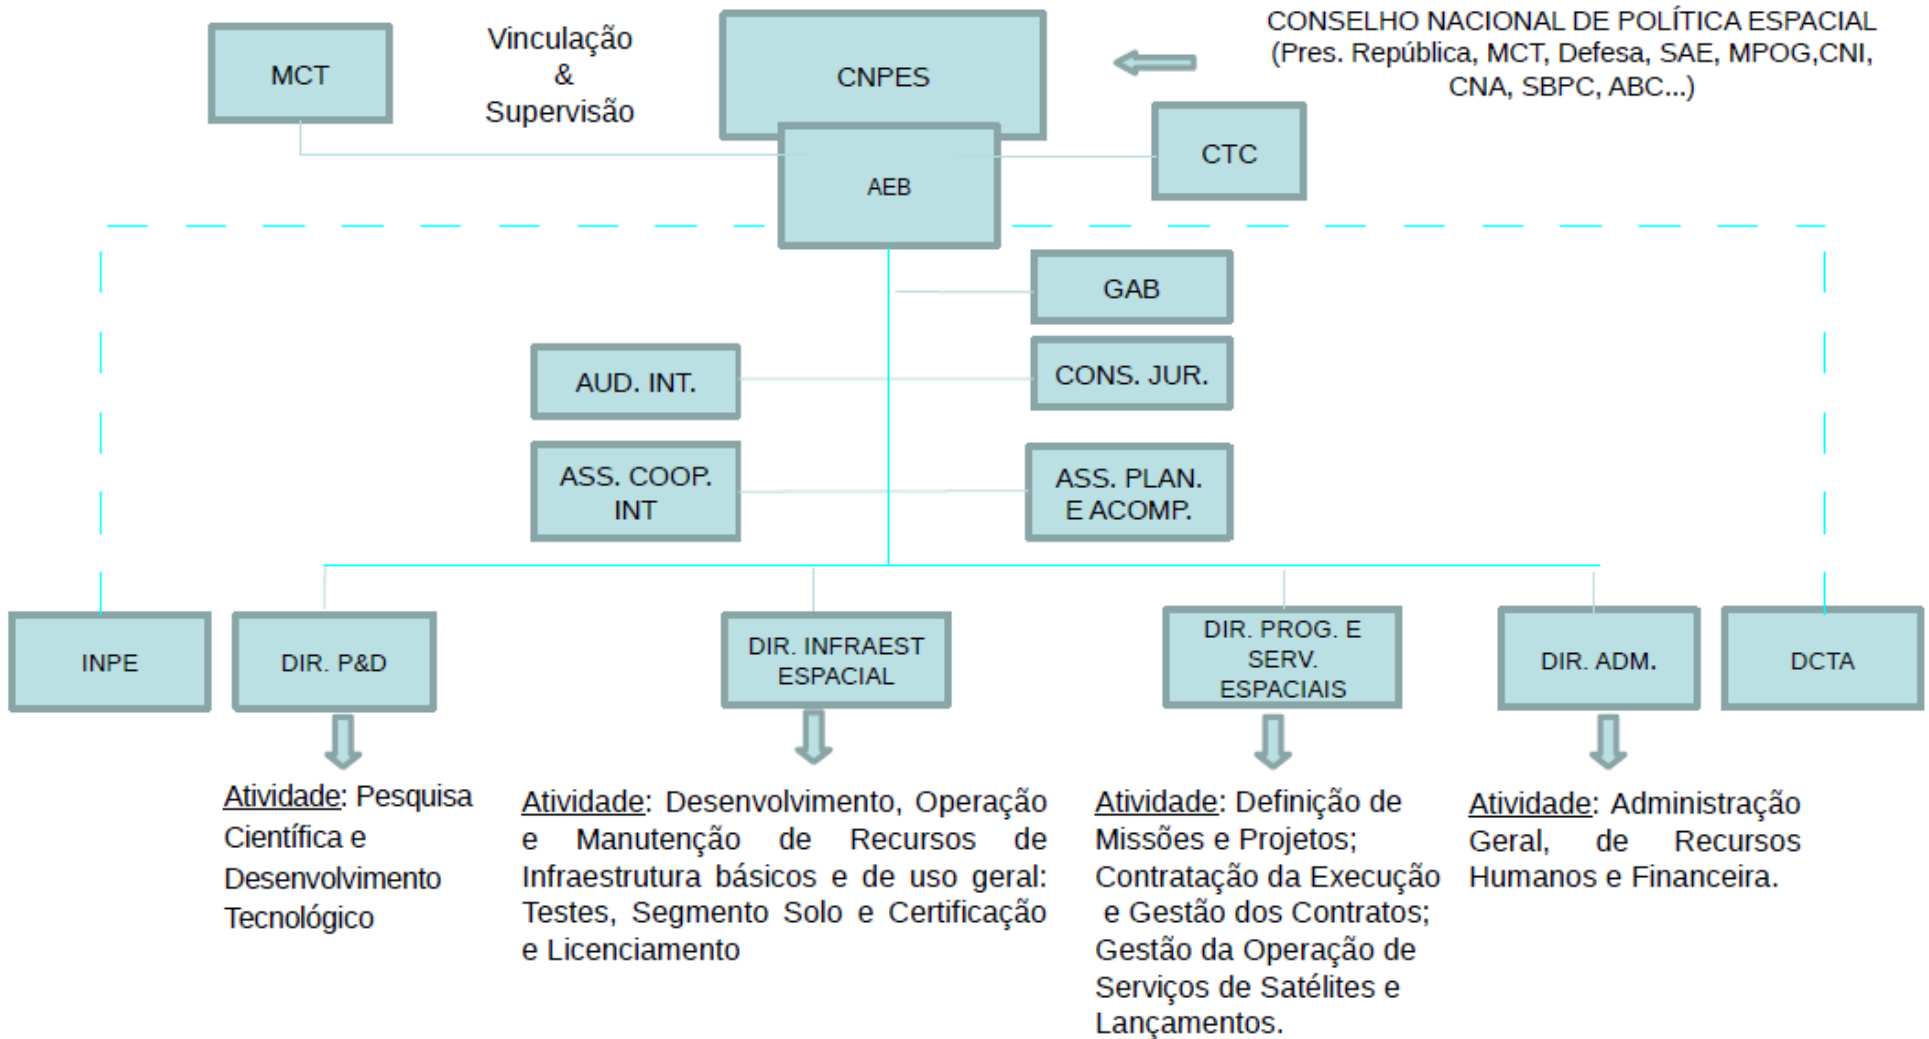 MCT
Vinculação
&
Supervisão
CNPES
CONSELHO NACIONAL DE POLÍTICA ESPACIAL
(Pres. República, MCT, Defesa, SAE, MPOG,CNI,
CNA, SBPC, ABC...)
CTC
AEB
GAB
AUD. INT.
CONS. JUR.
ASS. COOP.
INT
ASS. PLAN.
E ACOMP.
INPE
DIR. P&D
DIR. INFRAEST
ESPACIAL
DIR. PROG. E
SERV.
ESPACIAIS
DIR. ADM.
DCTA
Atividade: Pesquisa
Científica e
Desenvolvimento
Tecnológico
Atividade: Desenvolvimento, Operação
e Manutenção de Recursos de
Infraestrutura básicos e de uso geral:
Testes, Segmento Solo e Certificação
e Licenciamento
Atividade: Definição de
Missões e Projetos;
Contratação da Execução
e Gestão dos Contratos;
Gestão da Operação de
Serviços de Satélites e
Lançamentos.
Atividade: Administração
Geral, de Recursos
Humanos e Financeira.